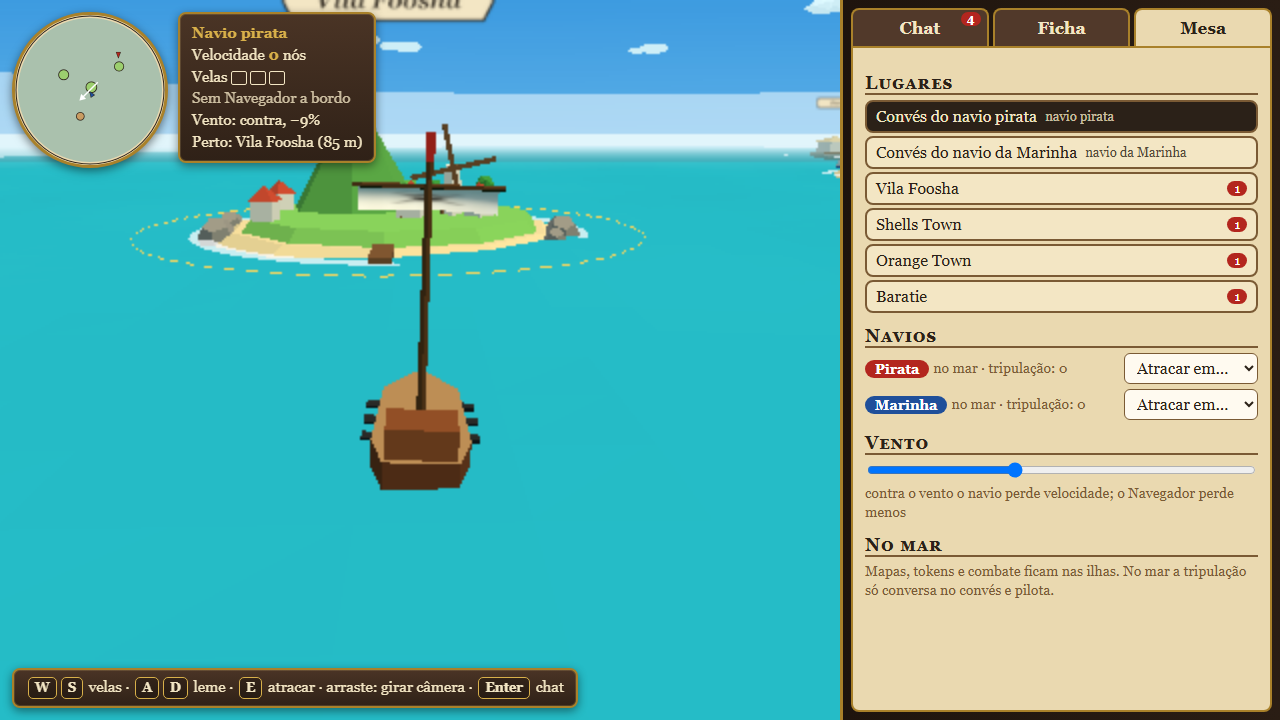 Vila Foosha
Navio pirata
Velocidade 0 nós
Velas
Sem Navegador a bordo
Vento: contra, −9%
Perto: Vila Foosha (85 m)
W S velas · A D leme · E atracar · arraste: girar câmera · Enter chat
Chat 4 Ficha Mesa
Lugares
Convés do navio pirata navio pirata
Convés do navio da Marinha navio da Marinha
Vila Foosha 1
Shells Town 1
Orange Town 1
Baratie 1
Navios
Pirata no mar · tripulação: 0 Atracar em...
Marinha no mar · tripulação: 0 Atracar em...
Vento
contra o vento o navio perde velocidade; o Navegador perde
menos
No mar
Mapas, tokens e combate ficam nas ilhas. No mar a tripulação
só conversa no convés e pilota.